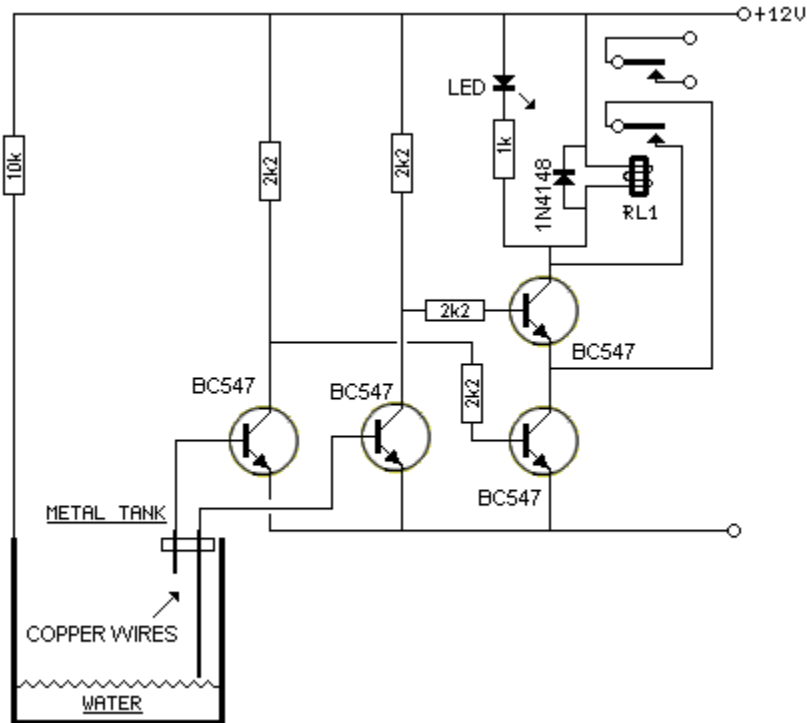 +12V
LED
10k
2k2
2k2
1k
1N4148
RL1
2k2
BC547
BC547
BC547
2k2
BC547
METAL TANK
COPPER WIRES
WATER